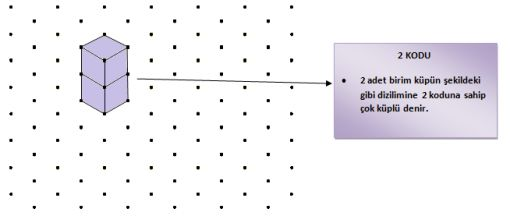 2 KODU
• 2 adet birim küpün şekildeki
gibi dizilimine 2 koduna sahip
çok küplü denir.